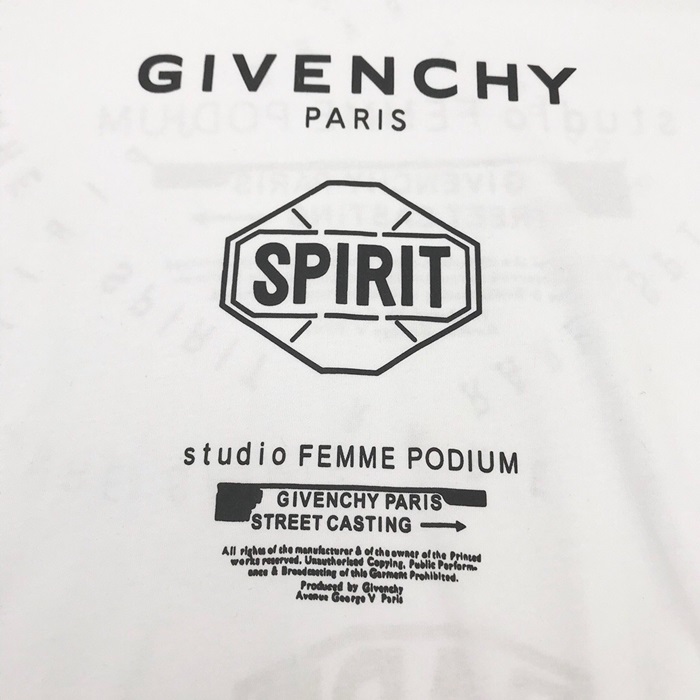 GIVENCHY
PARIS
SPIRIT
studio FEMME PODIUM
GIVENCHY PARIS
STREET CASTING →
All rights of the manufacturer & of the owner of the Printed
works reserved. Unauthorised Copying, Public Perform-
ance & Broadcasting of this Garment Prohibited.
Produced by Givenchy
Avenue George V Paris